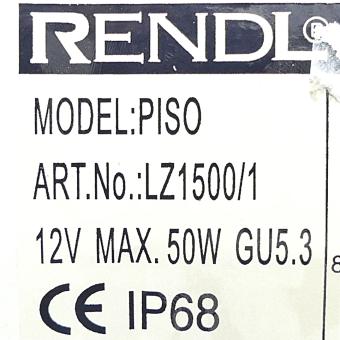 RENDL®
MODEL:PISO
ART.No.:LZ1500/1
12V MAX. 50W GU5.3
CE IP68